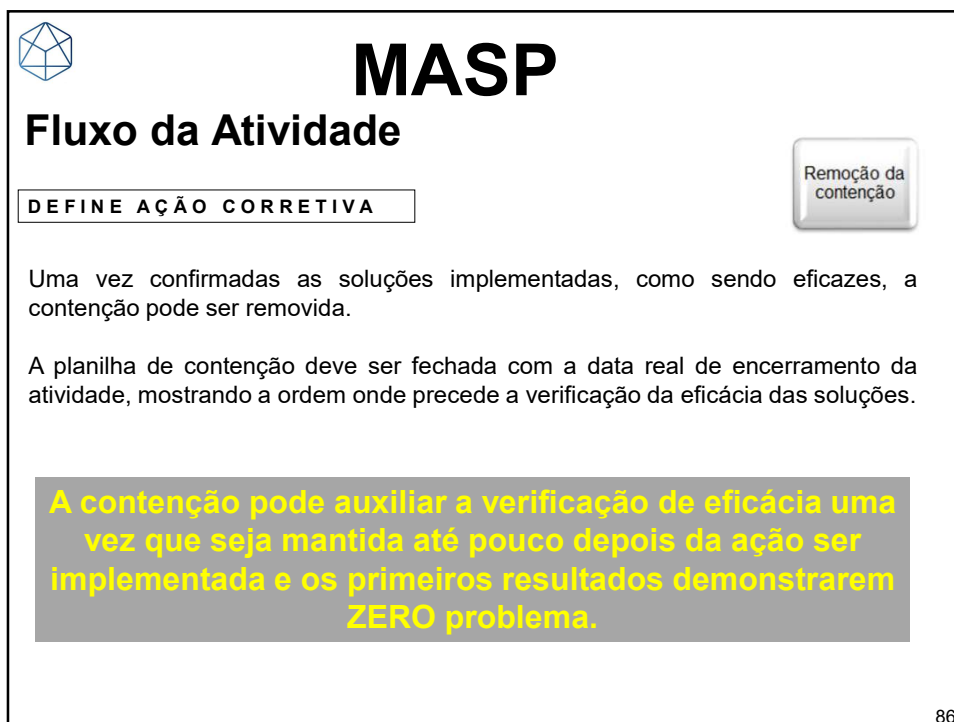 MASP
Fluxo da Atividade
Remoção da
contenção
DEFINE AÇÃO CORRETIVA
Uma vez confirmadas as soluções implementadas, como sendo eficazes, a
contenção pode ser removida.
A planilha de contenção deve ser fechada com a data real de encerramento da
atividade, mostrando a ordem onde precede a verificação da eficácia das soluções.
A contenção pode auxiliar a verificação de eficácia uma
vez que seja mantida até pouco depois da ação ser
implementada e os primeiros resultados demonstrarem
ZERO problema.
86